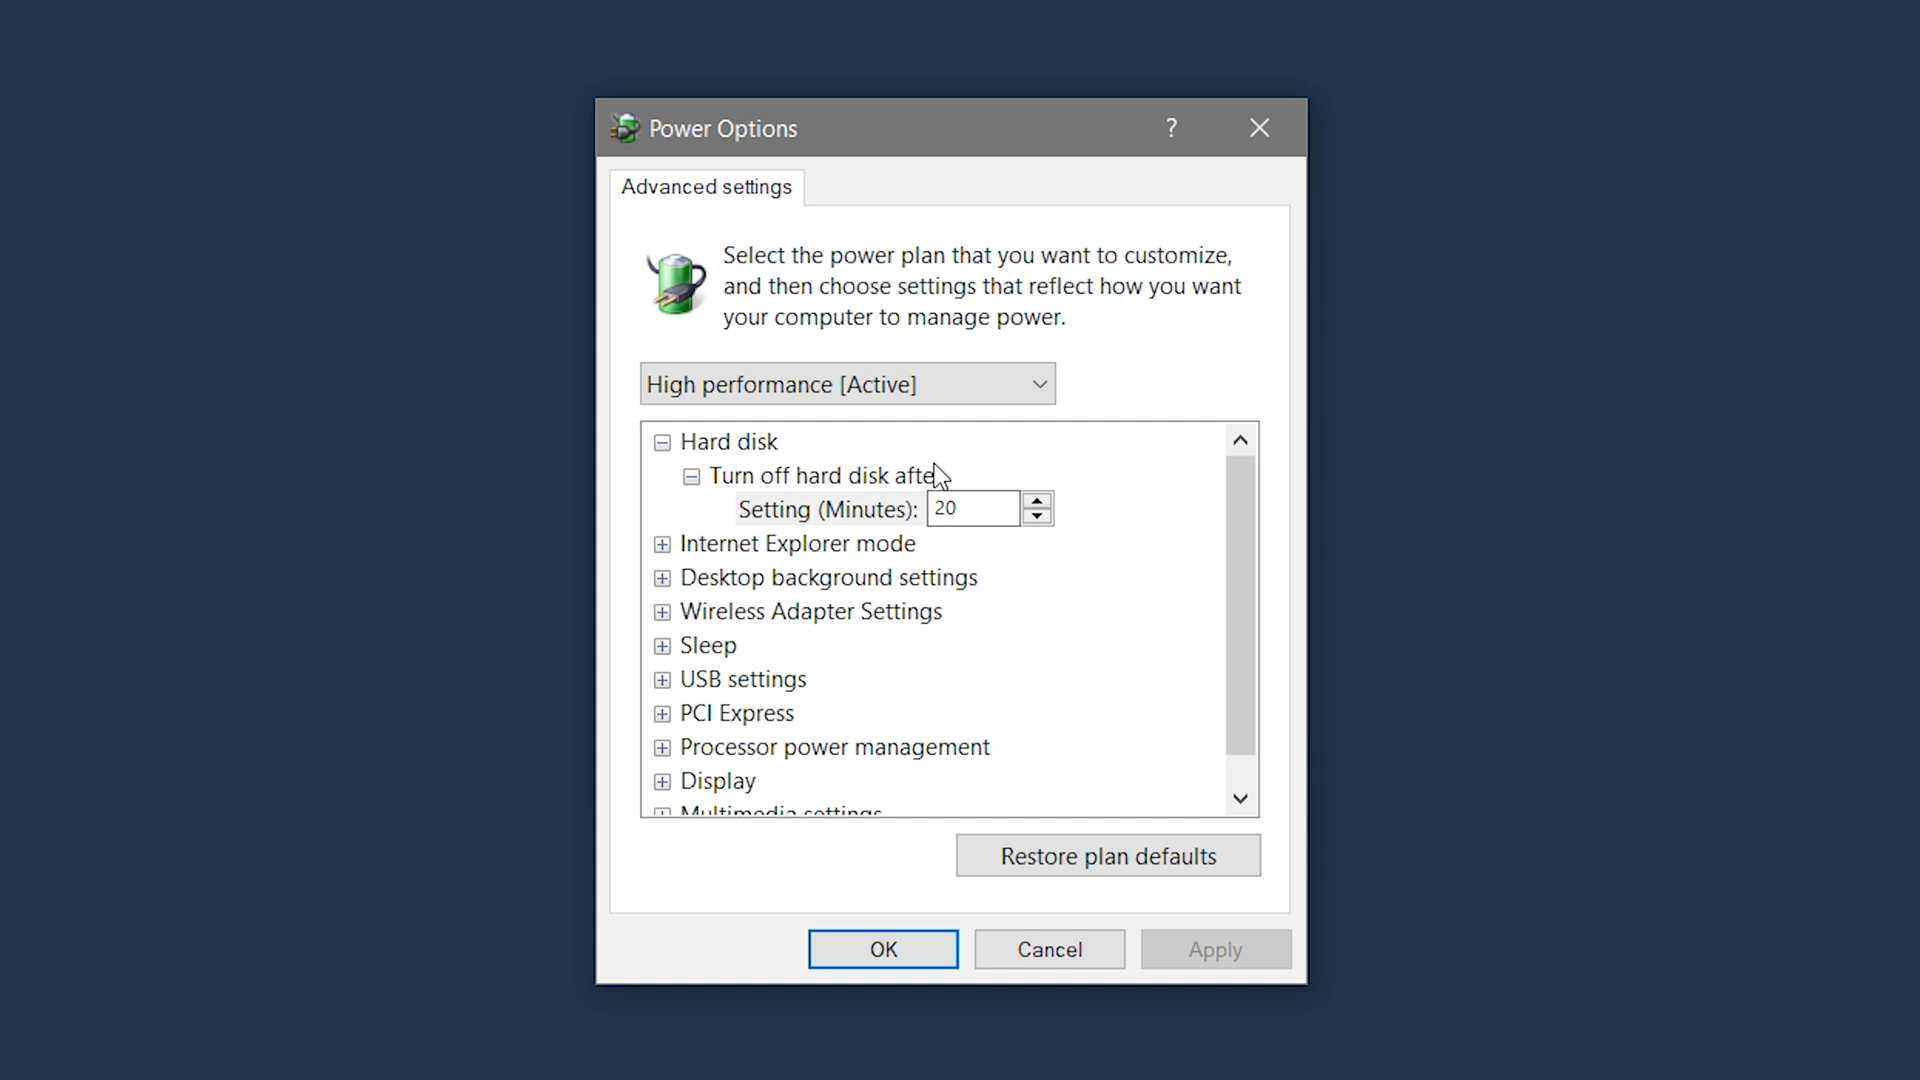 Power Options
?
Advanced settings
Select the power plan that you want to customize,
and then choose settings that reflect how you want
your computer to manage power.
High performance [Active]
Hard disk
Turn off hard disk afte
Setting (Minutes): 20
Internet Explorer mode
Desktop background settings
Wireless Adapter Settings
Sleep
USB settings
PCI Express
Processor power management
Display
Multimedia settings
Restore plan defaults
OK Cancel Apply